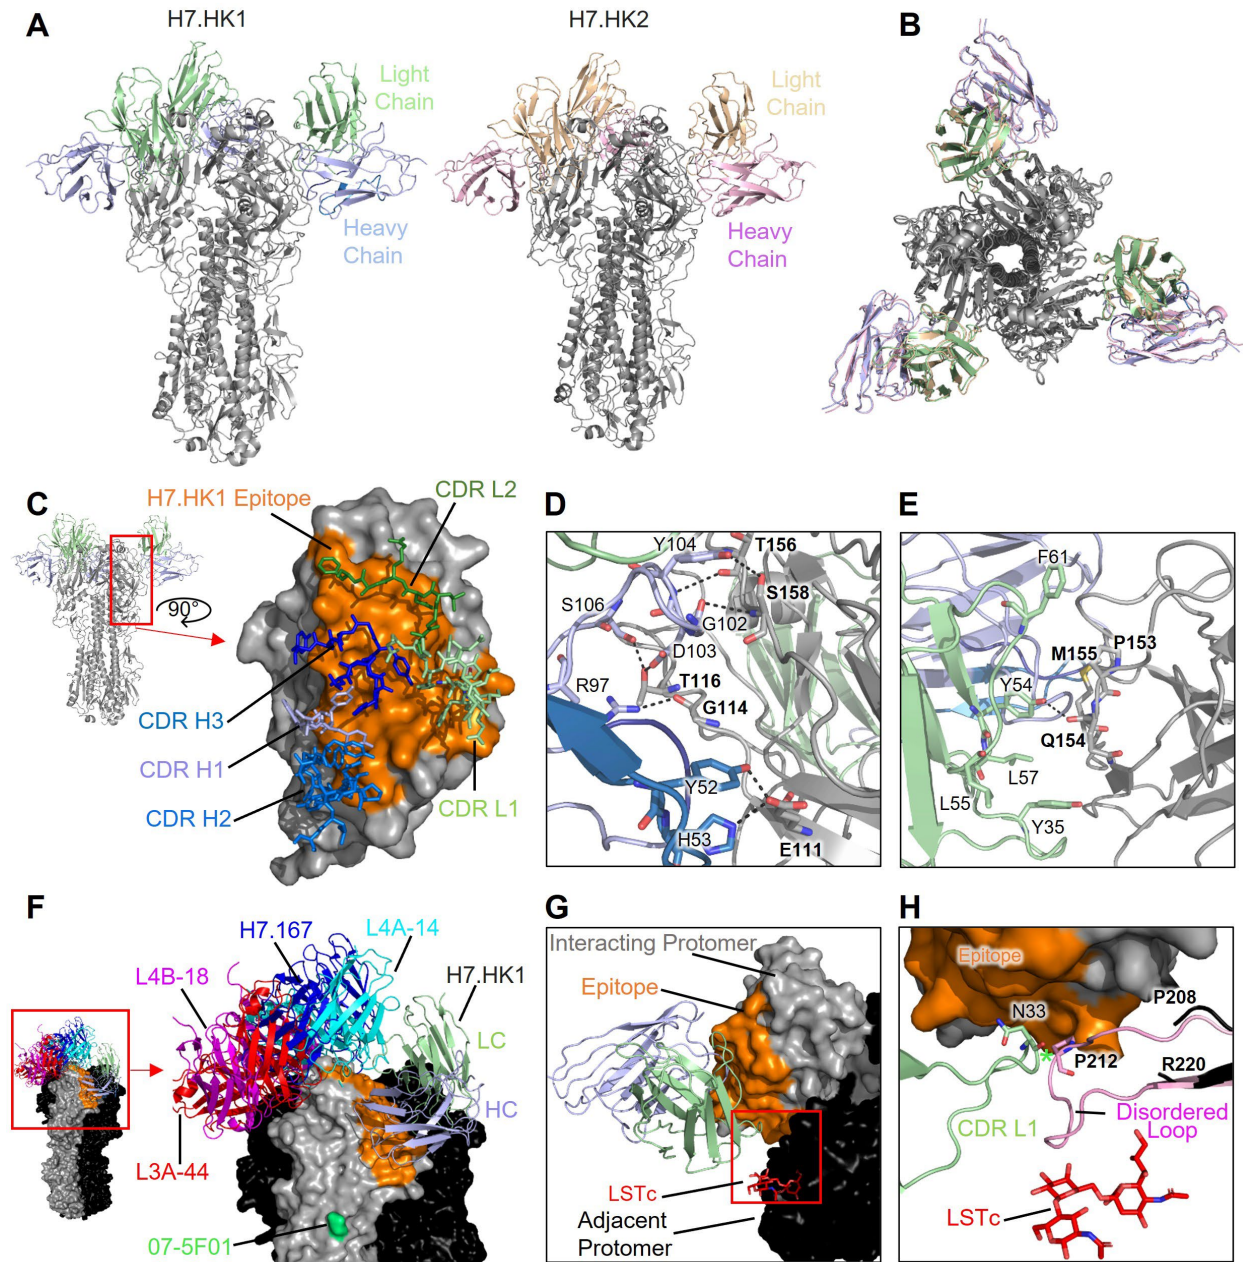 A
H7.HK1
H7.HK2
B
Light
Chain
Light
Chain
Heavy
Chain
Heavy
Chain
C
H7.HK1 Epitope
CDR L2
90°
CDR H3
CDR H1
CDR H2
CDR L1
D
Y104
T156
S158
S106
G102
D103
T116
R97
G114
Y52
H53
E111
E
F61
M155
P153
Y54
Q154
L57
L55
Y35
F
H7.167
L4A-14
L4B-18
H7.HK1
LC
HC
L3A-44
07-5F01
G
Interacting Protomer
Epitope
LSTc
Adjacent
Protomer
H
Epitope
N33
P208
P212
R220
CDR L1
Disordered
Loop
LSTc